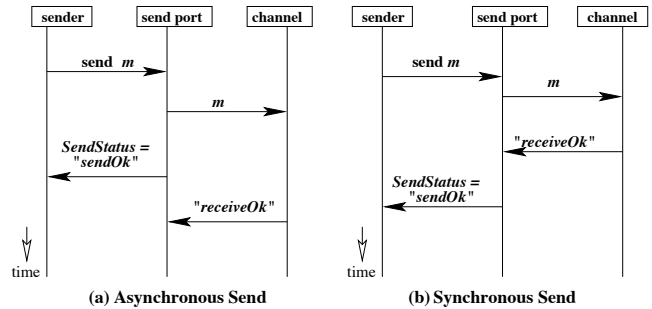 sender
send port
channel
send m
m
SendStatus =
"sendOk"
"receiveOk"
time
(a) Asynchronous Send
sender
send port
channel
send m
m
"receiveOk"
SendStatus =
"sendOk"
time
(b) Synchronous Send